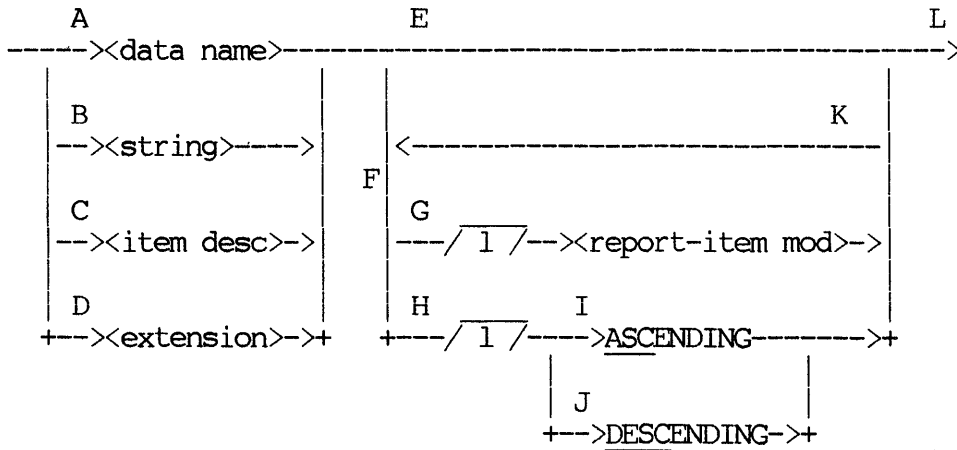 A E L
----><data name>---------------------------------------->
B K
--><string>----> <------------------------------
F
C G
--><item desc>-> ---/ 1 /--><report-item mod>->
D H I
+--><extension>->+ +---/ 1 /---->ASCENDING------->+
J
+-->DESCENDING->+